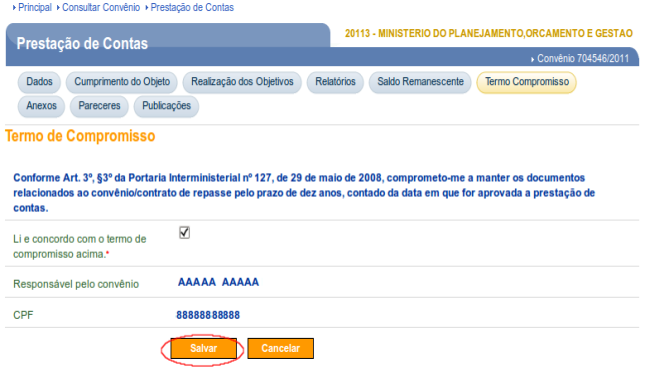 Principal Consultar Convênio Prestação de Contas
Prestação de Contas
20113 - MINISTERIO DO PLANEJAMENTO,ORCAMENTO E GESTAO
Convênio 704546/2011
Dados Cumprimento do Objeto Realização dos Objetivos Relatórios Saldo Remanescente Termo Compromisso
Anexos Pareceres Publicações
Termo de Compromisso
Conforme Art. 3º, §3º da Portaria Interministerial nº 127, de 29 de maio de 2008, comprometo-me a manter os documentos
relacionados ao convênio/contrato de repasse pelo prazo de dez anos, contado da data em que for aprovada a prestação de
contas.
Li e concordo com o termo de
compromisso acima.*
Responsável pelo convênio AAAAA AAAAA
CPF 88888888888
Salvar Cancelar